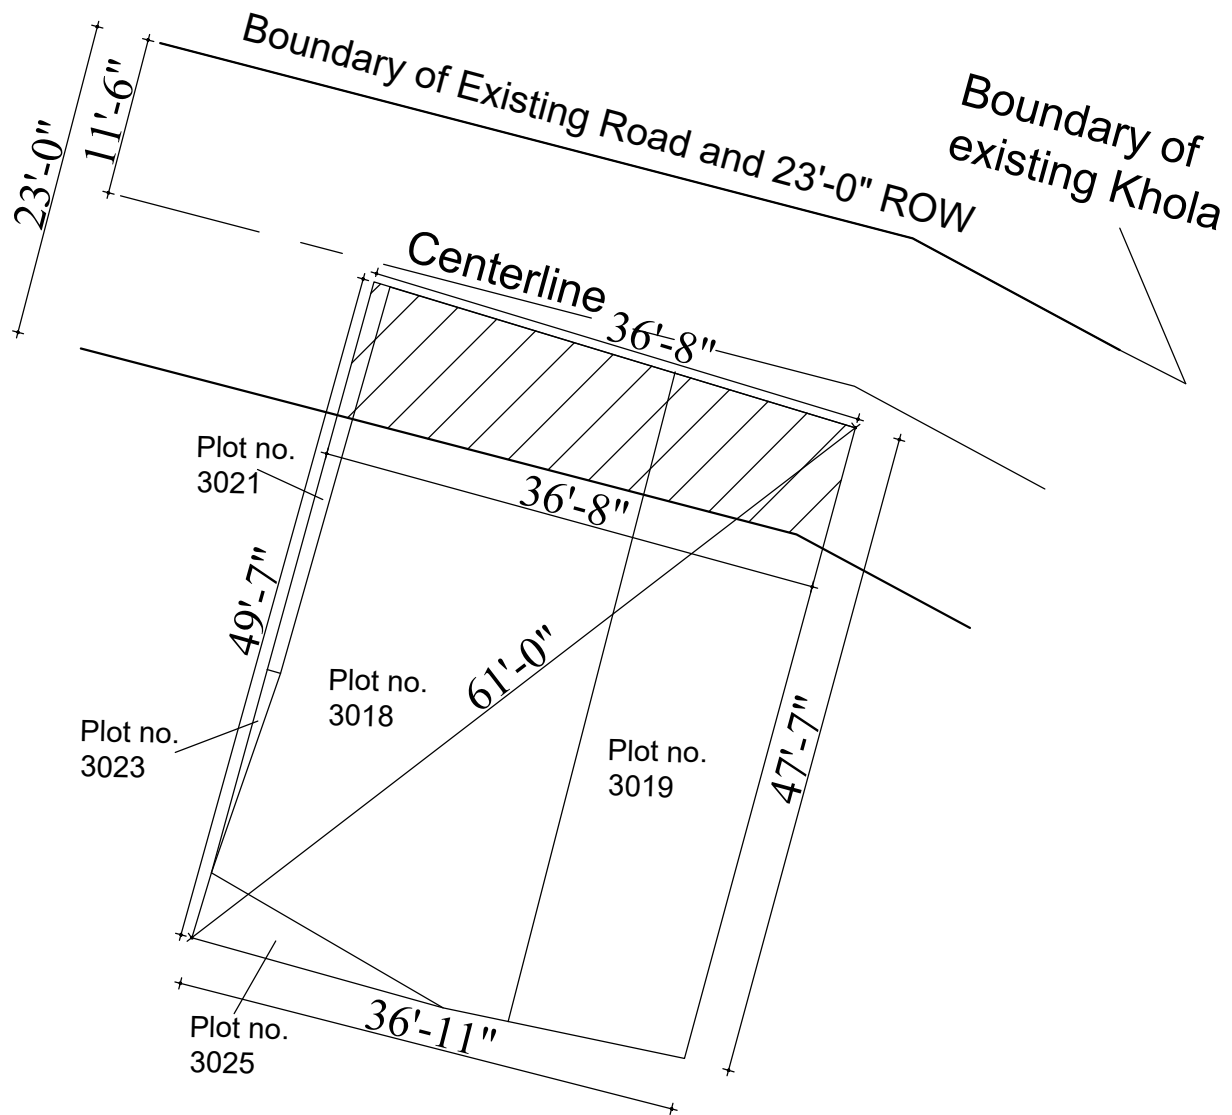 Boundary of Existing Road and 23'-0" ROW
Boundary of
existing Khola
11'-6"
23'-0"
Centerline
36'-8"
Plot no.
3021
36'-8"
49'-7"
61'-0"
Plot no.
3018
Plot no.
3023
Plot no.
3019
47'-7"
36'-11"
Plot no.
3025